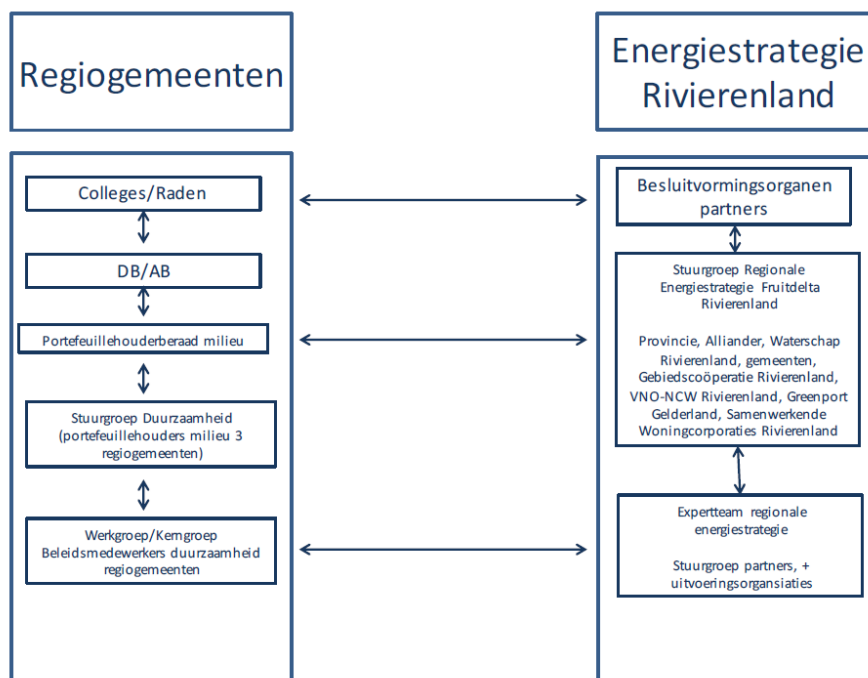 Regiogemeenten
Energiestrategie
Rivierenland
Colleges/Raden
DB/AB
Portefeuillehouderberaad milieu
Stuurgroep Duurzaamheid
(portefeuillehouders milieu 3
regiogemeenten)
Werkgroep/Kerngroep
Beleidsmedewerkers duurzaamheid
regiogemeenten
Besluitvormingsorganen
partners
Stuurgroep Regionale
Energiestrategie Fruitdelta
Rivierenland
Provincie, Alliander, Waterschap
Rivierenland, gemeenten,
Gebiedscoöperatie Rivierenland,
VNO-NCW Rivierenland, Greenport
Gelderland, Samenwerkende
Woningcorporaties Rivierenland
Expertteam regionale
energiestrategie
Stuurgroep partners, +
uitvoeringsorgansiaties